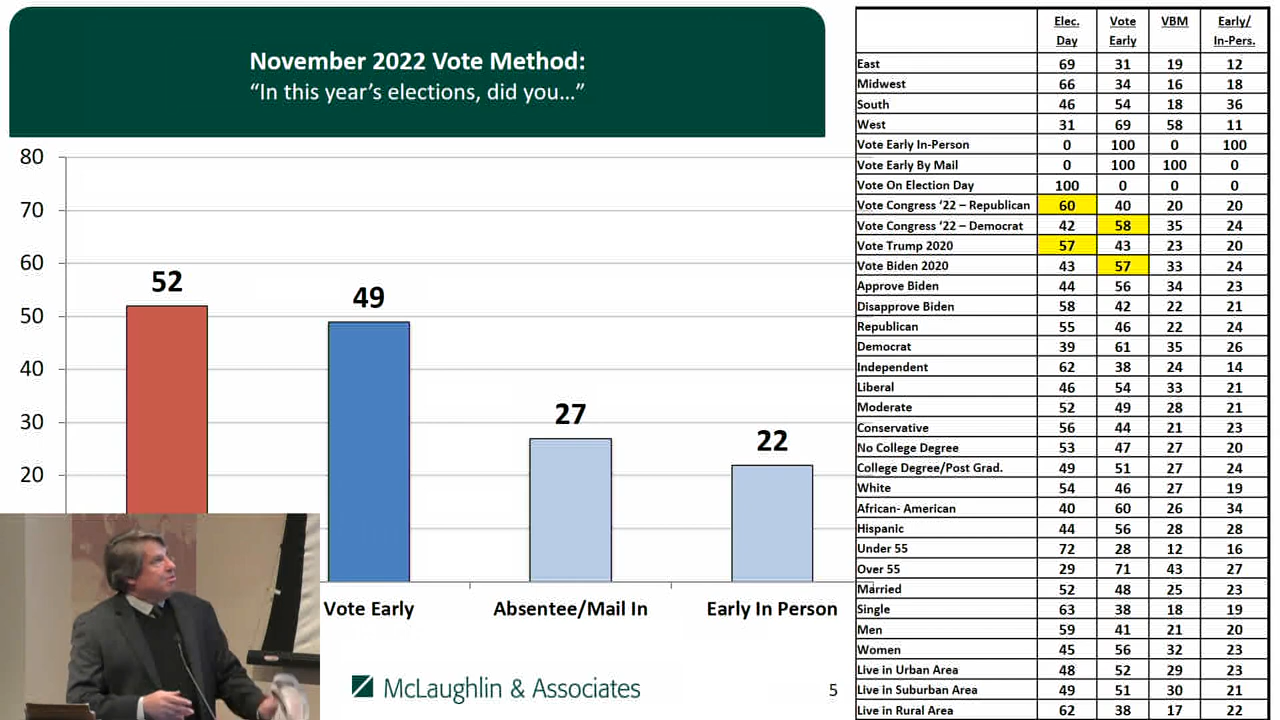 November 2022 Vote Method:
“In this year’s elections, did you…”
80
70
60
50
40
30
20
52
49
27
22
Vote Early
Absentee/Mail In
Early In Person
McLaughlin & Associates
5
Elec. Day Vote Early VBM Early/ In-Pers.
East 69 31 19 12
Midwest 66 34 16 18
South 46 54 18 36
West 31 69 58 11
Vote Early In-Person 0 100 0 100
Vote Early By Mail 0 100 100 0
Vote On Election Day 100 0 0 0
Vote Congress ‘22 – Republican 60 40 20 20
Vote Congress ‘22 – Democrat 42 58 35 24
Vote Trump 2020 57 43 23 20
Vote Biden 2020 43 57 33 24
Approve Biden 44 56 34 23
Disapprove Biden 58 42 22 21
Republican 55 46 22 24
Democrat 39 61 35 26
Independent 62 38 24 14
Liberal 46 54 33 21
Moderate 52 49 28 21
Conservative 56 44 21 23
No College Degree 53 47 27 20
College Degree/Post Grad. 49 51 27 24
White 54 46 27 19
African- American 40 60 26 34
Hispanic 44 56 28 28
Under 55 72 28 12 16
Over 55 29 71 43 27
Married 52 48 25 23
Single 63 38 18 19
Men 59 41 21 20
Women 45 56 32 23
Live in Urban Area 48 52 29 23
Live in Suburban Area 49 51 30 21
Live in Rural Area 62 38 17 22